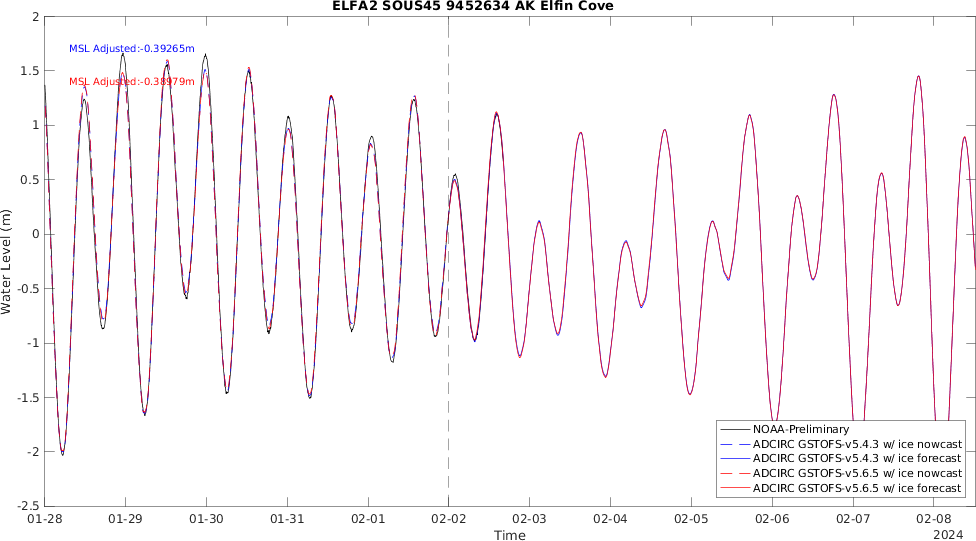 ELFA2 SOUS45 9452634 AK Elfin Cove
MSL Adjusted:-0.39265m
MSL Adjusted:-0.38979m
Water Level (m)
2
1.5
1
0.5
0
-0.5
-1
-1.5
-2
-2.5
NOAA-Preliminary
ADCIRC GSTOFS-v5.4.3 w/ ice nowcast
ADCIRC GSTOFS-v5.4.3 w/ ice forecast
ADCIRC GSTOFS-v5.6.5 w/ ice nowcast
ADCIRC GSTOFS-v5.6.5 w/ ice forecast
01-28 01-29 01-30 01-31 02-01 02-02 02-03 02-04 02-05 02-06 02-07 02-08
Time
2024